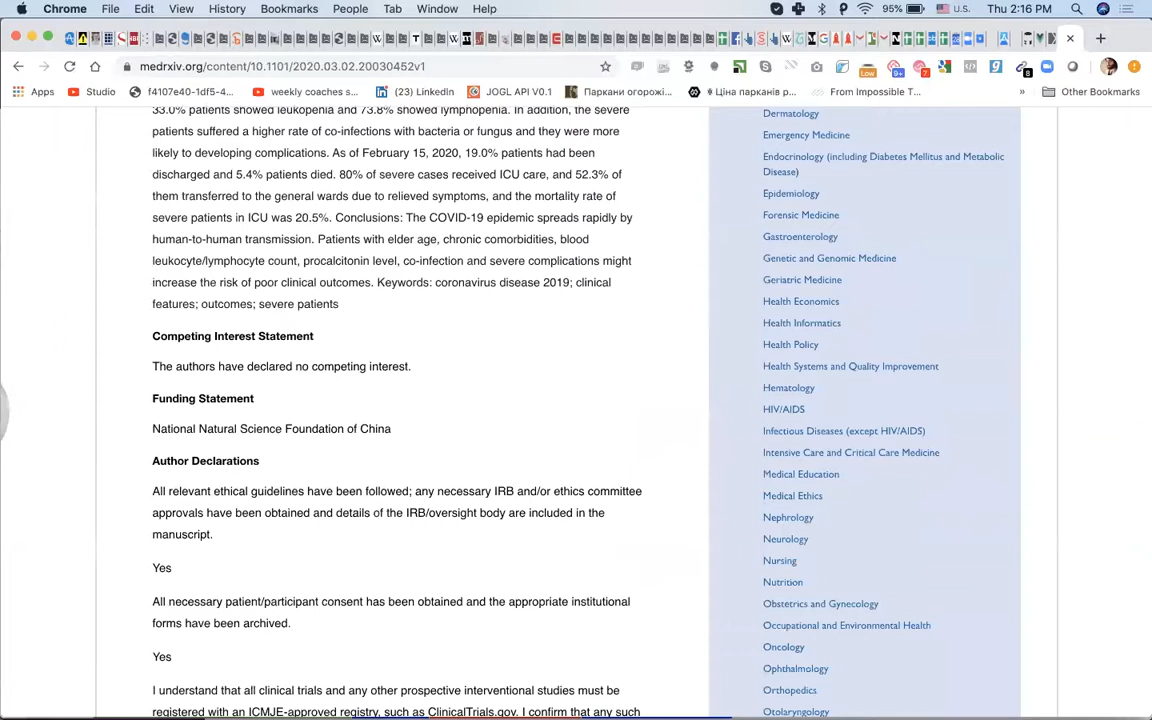 Chrome File Edit View History Bookmarks People Tab Window Help 95% U.S. Thu 2:16 PM
medrxiv.org/content/10.1101/2020.03.02.20030452v1
Apps Studio f4107e40-1df5-4... weekly coaches s... (23) LinkedIn JOGL API V0.1 Паркани огорожі... Ціна парканів р... From Impossible T... » Other Bookmarks
33.0% patients showed leukopenia and 73.8% showed lymphopenia. In addition, the severe
patients suffered a higher rate of co-infections with bacteria or fungus and they were more
likely to developing complications. As of February 15, 2020, 19.0% patients had been
discharged and 5.4% patients died. 80% of severe cases received ICU care, and 52.3% of
them transferred to the general wards due to relieved symptoms, and the mortality rate of
severe patients in ICU was 20.5%. Conclusions: The COVID-19 epidemic spreads rapidly by
human-to-human transmission. Patients with elder age, chronic comorbidities, blood
leukocyte/lymphocyte count, procalcitonin level, co-infection and severe complications might
increase the risk of poor clinical outcomes. Keywords: coronavirus disease 2019; clinical
features; outcomes; severe patients
Competing Interest Statement
The authors have declared no competing interest.
Funding Statement
National Natural Science Foundation of China
Author Declarations
All relevant ethical guidelines have been followed; any necessary IRB and/or ethics committee
approvals have been obtained and details of the IRB/oversight body are included in the
manuscript.
Yes
All necessary patient/participant consent has been obtained and the appropriate institutional
forms have been archived.
Yes
I understand that all clinical trials and any other prospective interventional studies must be
registered with an ICMJE-approved registry, such as ClinicalTrials.gov. I confirm that any such
Dermatology
Emergency Medicine
Endocrinology (including Diabetes Mellitus and Metabolic
Disease)
Epidemiology
Forensic Medicine
Gastroenterology
Genetic and Genomic Medicine
Geriatric Medicine
Health Economics
Health Informatics
Health Policy
Health Systems and Quality Improvement
Hematology
HIV/AIDS
Infectious Diseases (except HIV/AIDS)
Intensive Care and Critical Care Medicine
Medical Education
Medical Ethics
Nephrology
Neurology
Nursing
Nutrition
Obstetrics and Gynecology
Occupational and Environmental Health
Oncology
Ophthalmology
Orthopedics
Otolaryngology